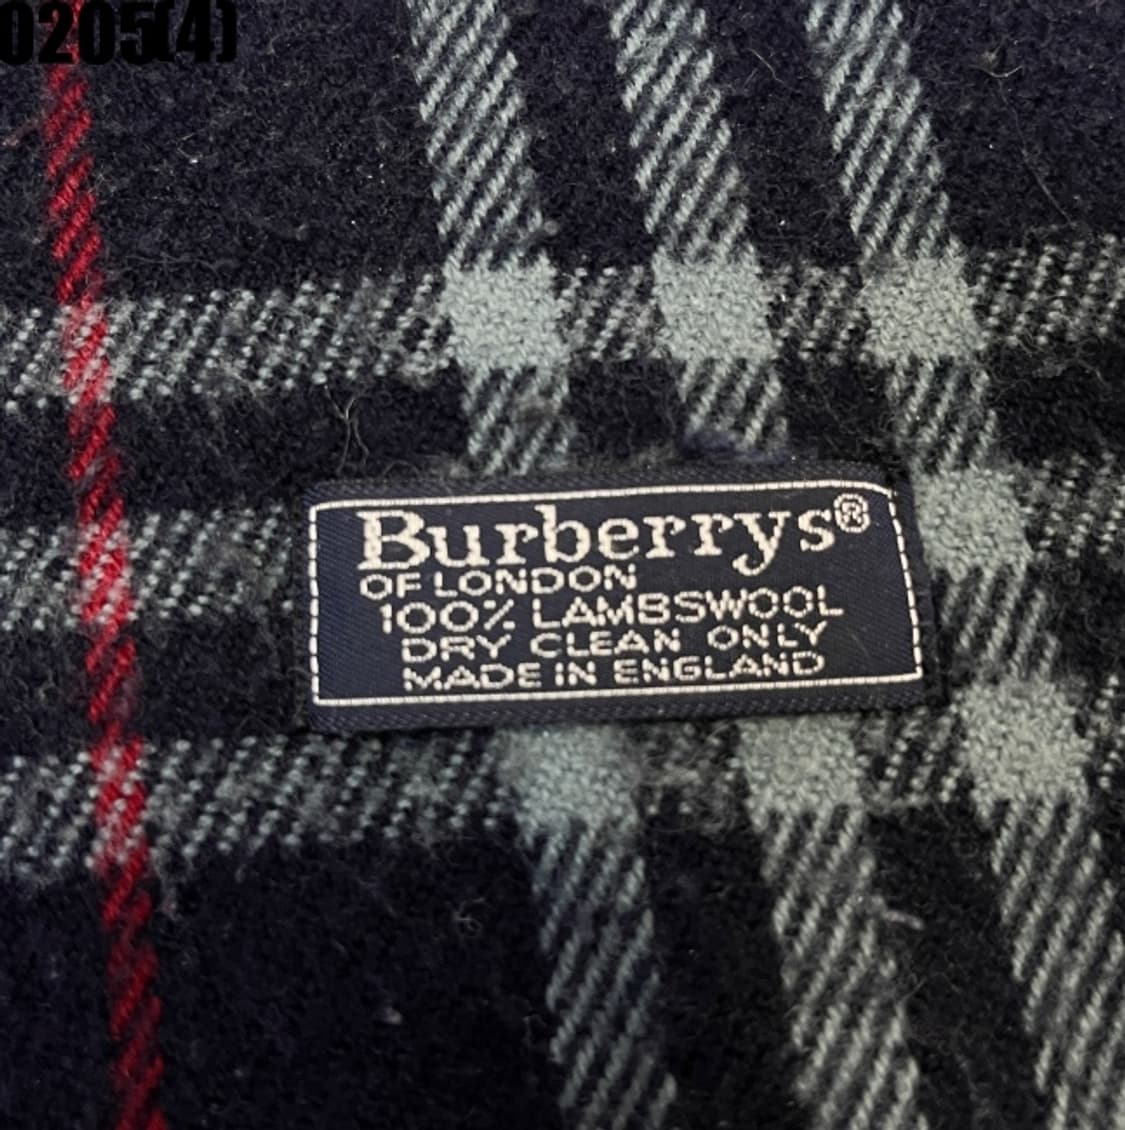 0205(4)
Burberrys®
OF LONDON
100% LAMBSWOOL
DRY CLEAN ONLY
MADE IN ENGLAND